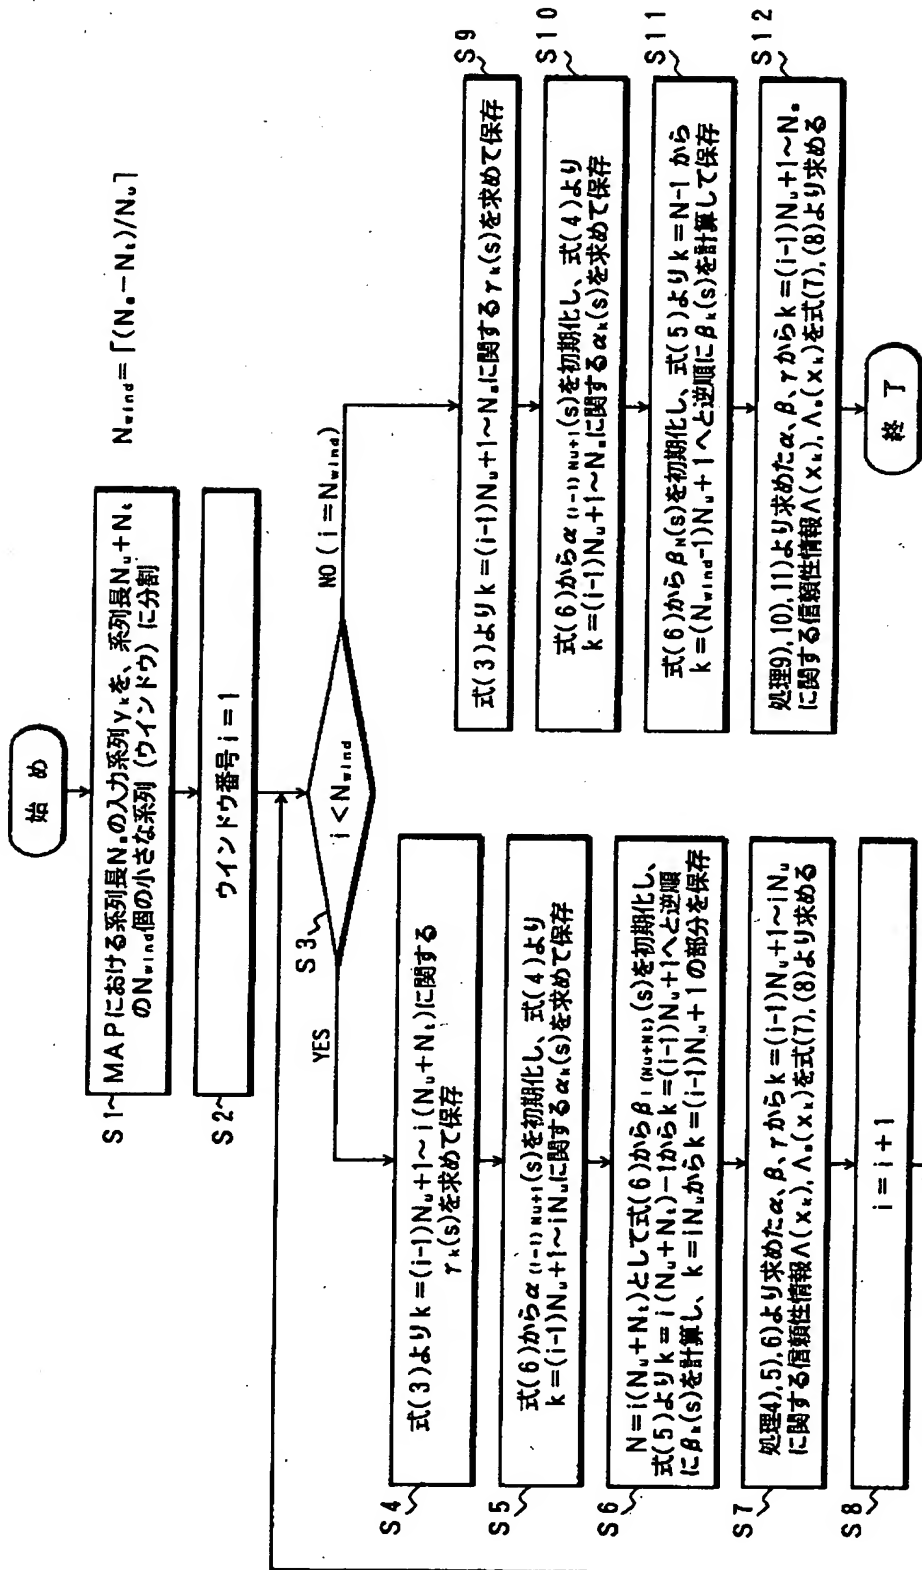 始 め
S1 MAPにおける系列長Nₛの入力系列yₖを、系列長Nᵤ+Nₜ
のN_wind個の小さな系列(ウインドウ)に分割
N_wind=⌈(Nₛ-Nₜ)/Nᵤ⌉
S2 ウインドウ番号i=1
S3 i<N_wind
YES
NO(i=N_wind)
S4 式(3)よりk=(i-1)Nᵤ+1~i(Nᵤ+Nₜ)に関する
γₖ(s)を求めて保存
S5 式(6)からα(i-1)Nu+1(s)を初期化し、式(4)より
k=(i-1)Nᵤ+1~iNᵤに関するαₖ(s)を求めて保存
S6 N=i(Nᵤ+Nₜ)として式(6)からβi(Nu+Nt)(s)を初期化し、
式(5)よりk=i(Nᵤ+Nₜ)-1からk=(i-1)Nᵤ+1へと逆順
にβₖ(s)を計算し、k=iNᵤからk=(i-1)Nᵤ+1の部分を保存
S7 処理4),5),6)より求めたα、β、γからk=(i-1)Nᵤ+1~iNᵤ
に関する信頼性情報Λ(xₖ),Λₑ(xₖ)を式(7),(8)より求める
S8 i=i+1
S9 式(3)よりk=(i-1)Nᵤ+1~Nₛに関するγₖ(s)を求めて保存
S10 式(6)からα(i-1)Nu+1(s)を初期化し、式(4)より
k=(i-1)Nᵤ+1~Nₛに関するαₖ(s)を求めて保存
S11 式(6)からβ_N(s)を初期化し、式(5)よりk=N-1から
k=(N_wind-1)Nᵤ+1へと逆順にβₖ(s)を計算して保存
S12 処理9),10),11)より求めたα、β、γからk=(i-1)Nᵤ+1~Nₛ
に関する信頼性情報Λ(xₖ),Λₑ(xₖ)を式(7),(8)より求める
終 了